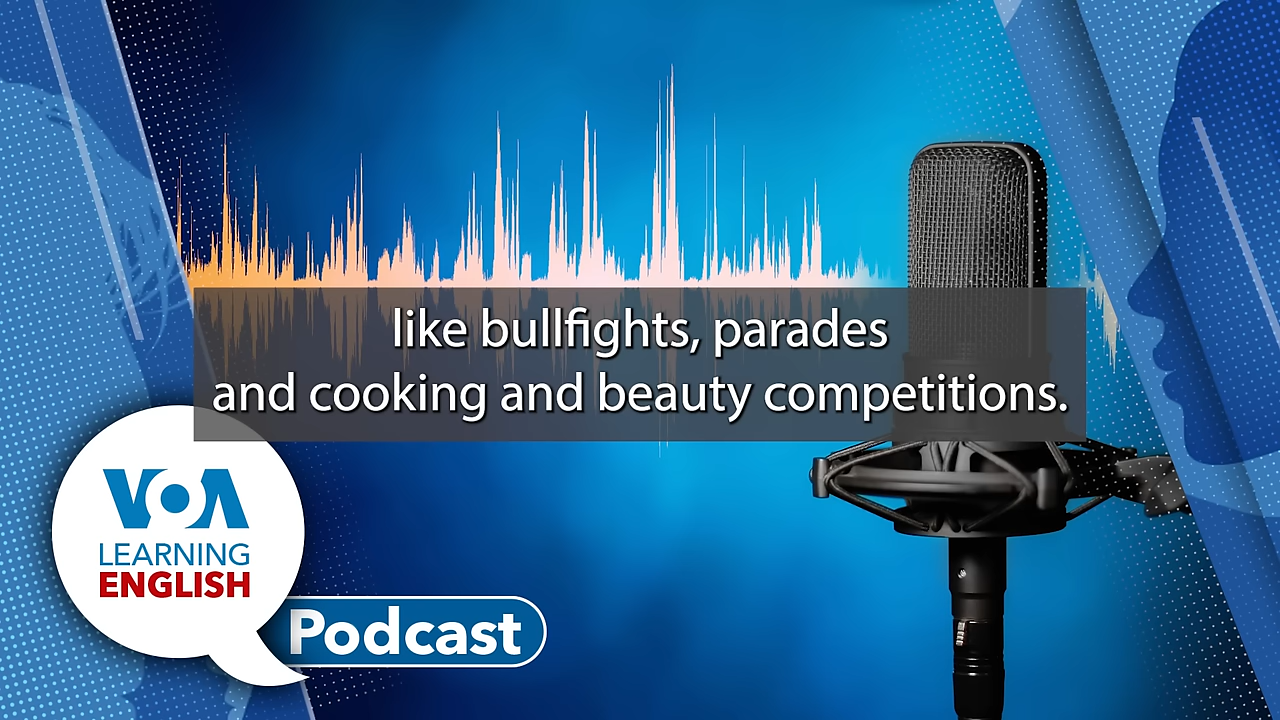 like bullfights, parades
and cooking and beauty competitions.
VOA
LEARNING
ENGLISH
Podcast